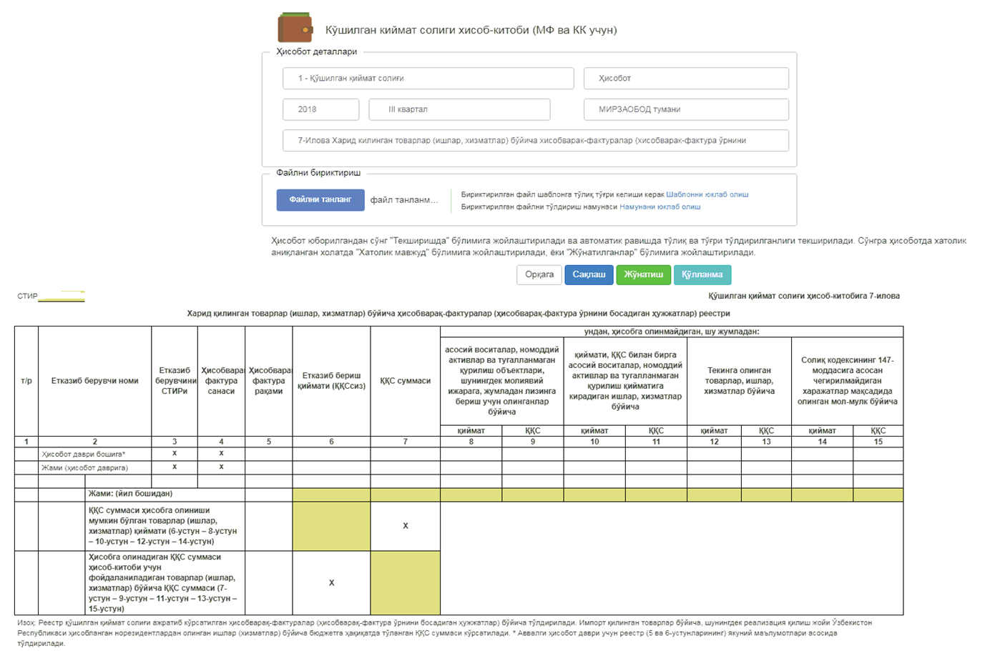 Кўшилган киймат солиги хисоб-китоби (МФ ва КК учун)
Ҳисобот деталлари
1 - Қўшилган қиймат солиғи
Ҳисобот
2018
III квартал
МИРЗАОБОД тумани
7-Илова Харид килинган товарлар (ишлар, хизматлар) бўйича хисобварак-фактуралар (хисобварак-фактура ўрнини
Файлни бириктириш
Файлни танланг
файл танланм...
Бириктирилган файл шаблонга тўлиқ тўғри келиши керак Шаблонни юклаб олиш
Бириктирилган файлни тўлдириш намунаси Намунани юклаб олиш
Ҳисобот юборилгандан сўнг "Текширишда" бўлимига жойлаштирилади ва автоматик равишда тўлиқ ва тўғри тўлдирилганлиги текширилади. Сўнгра ҳисоботда хатолик
аниқланган холатда "Хатолик мавжуд" бўлимига жойлаштирилади, ёки "Жўнатилганлар" бўлимига жойлаштирилади.
Орқага
Сақлаш
Жўнатиш
Қўлланма
СТИР
Қўшилган қиймат солиғи ҳисоб-китобига 7-илова
Харид қилинган товарлар (ишлар, хизматлар) бўйича ҳисобварақ-фактуралар (ҳисобварақ-фактура ўрнини босадиган ҳужжатлар) реестри
т/р
Етказиб берувчи номи
Етказиб
берувчини
СТИРи
Ҳисобварақ
фактура
санаси
Ҳисобварақ
фактура
рақами
Етказиб бериш
қиймати (ҚҚСсиз)
ҚҚС суммаси
ундан, ҳисобга олинмайдиган, шу жумладан:
асосий воситалар, номоддий
активлар ва тугалланмаган
қурилиш объектлари,
шунингдек молиявий
ижарага, жумладан лизинга
бериш учун олинганлар
бўйича
қиймати, ҚҚС билан бирга
асосий воситалар, номоддий
активлар ва тугалланмаган
қурилиш қийматига
кирадиган ишлар, хизматлар
бўйича
Текинга олинган
товарлар, ишлар,
хизматлар бўйича
Солиқ кодексининг 147-
моддасига асосан
чегирилмайдиган
харажатлар мақсадида
олинган мол-мулк бўйича
қиймат ҚҚС қиймат ҚҚС қиймат ҚҚС қиймат ҚҚС
1 2 3 4 5 6 7 8 9 10 11 12 13 14 15
Ҳисобот даври бошига* x x
Жами (ҳисобот даврига) x x
Жами: (йил бошидан)
ҚҚС суммаси ҳисобга олиниши
мумкин бўлган товарлар (ишлар,
хизматлар) қиймати (6-устун – 8-устун
– 10-устун – 12-устун – 14-устун)
X
Ҳисобга олинадиган ҚҚС суммаси
ҳисоб-китоби учун
фойдаланиладиган товарлар (ишлар,
хизматлар) бўйича ҚҚС суммаси (7-
устун – 9-устун – 11-устун – 13-устун –
15-устун)
X
Изоҳ: Реестр қўшилган қиймат солиғи ажратиб кўрсатилган ҳисобварақ-фактуралар (ҳисобварақ-фактура ўрнини босадиган ҳужжатлар) бўйича тўлдирилади. Импорт қилинган товарлар бўйича, шунингдек реализация қилиш жойи Ўзбекистон
Республикаси ҳисобланган норезидентлардан олинган ишлар (хизматлар) бўйича бюджетга ҳақиқатда тўланган ҚҚС суммаси кўрсатилади. * Аввалги ҳисобот даври учун реестр (5 ва 6-устунларининг) якуний маълумотлари асосида
тўлдирилади.